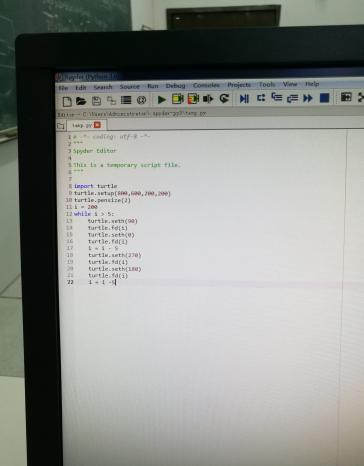 Spyder (Python 3.6)
File Edit Search Source Run Debug Consoles Projects Tools View Help
Editor - C:\Users\Administrator\.spyder-py3\temp.py
temp.py
1 # -*- coding: utf-8 -*-
2 """
3 Spyder Editor
4
5 This is a temporary script file.
6 """
7
8 import turtle
9 turtle.setup(800,600,200,200)
10 turtle.pensize(2)
11 i = 200
12 while i > 5:
13 turtle.seth(90)
14 turtle.fd(i)
15 turtle.seth(0)
16 turtle.fd(i)
17 i = i - 5
18 turtle.seth(270)
19 turtle.fd(i)
20 turtle.seth(180)
21 turtle.fd(i)
22 i = i -5